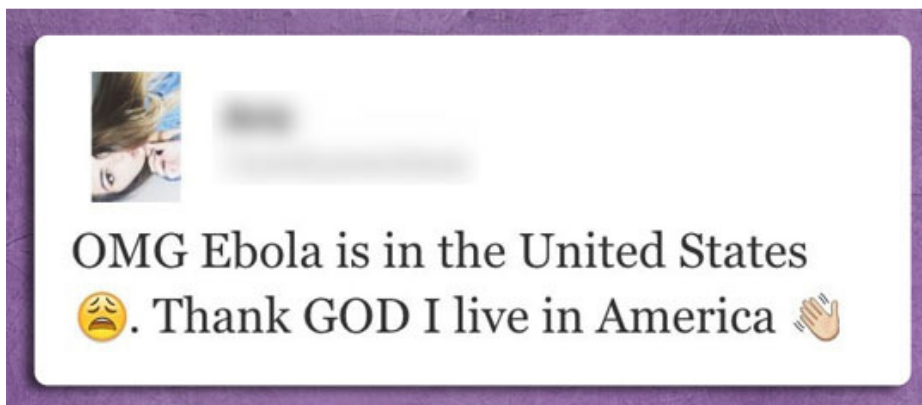 OMG Ebola is in the United States
😩. Thank GOD I live in America 👋🏼